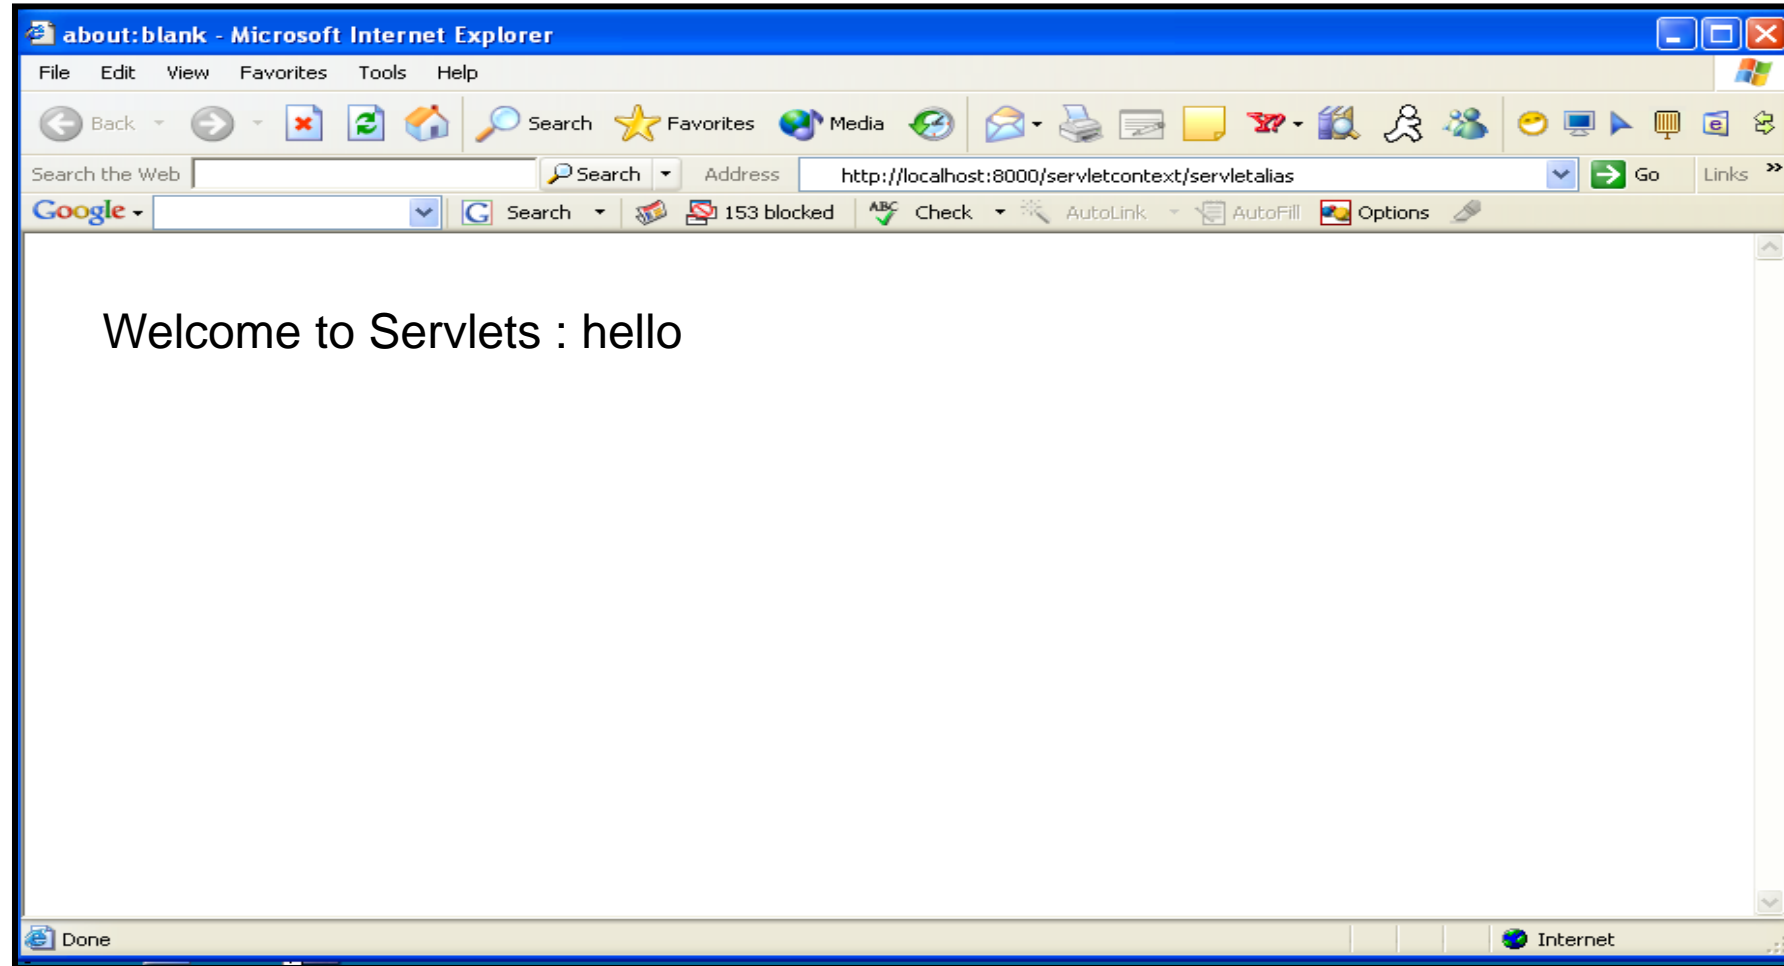 about:blank - Microsoft Internet Explorer
File Edit View Favorites Tools Help
Back Search Favorites Media
Search the Web Search Address http://localhost:8000/servletcontext/servletalias Go Links »
Google G Search 153 blocked ABC Check AutoLink AutoFill Options
Welcome to Servlets : hello
Done Internet